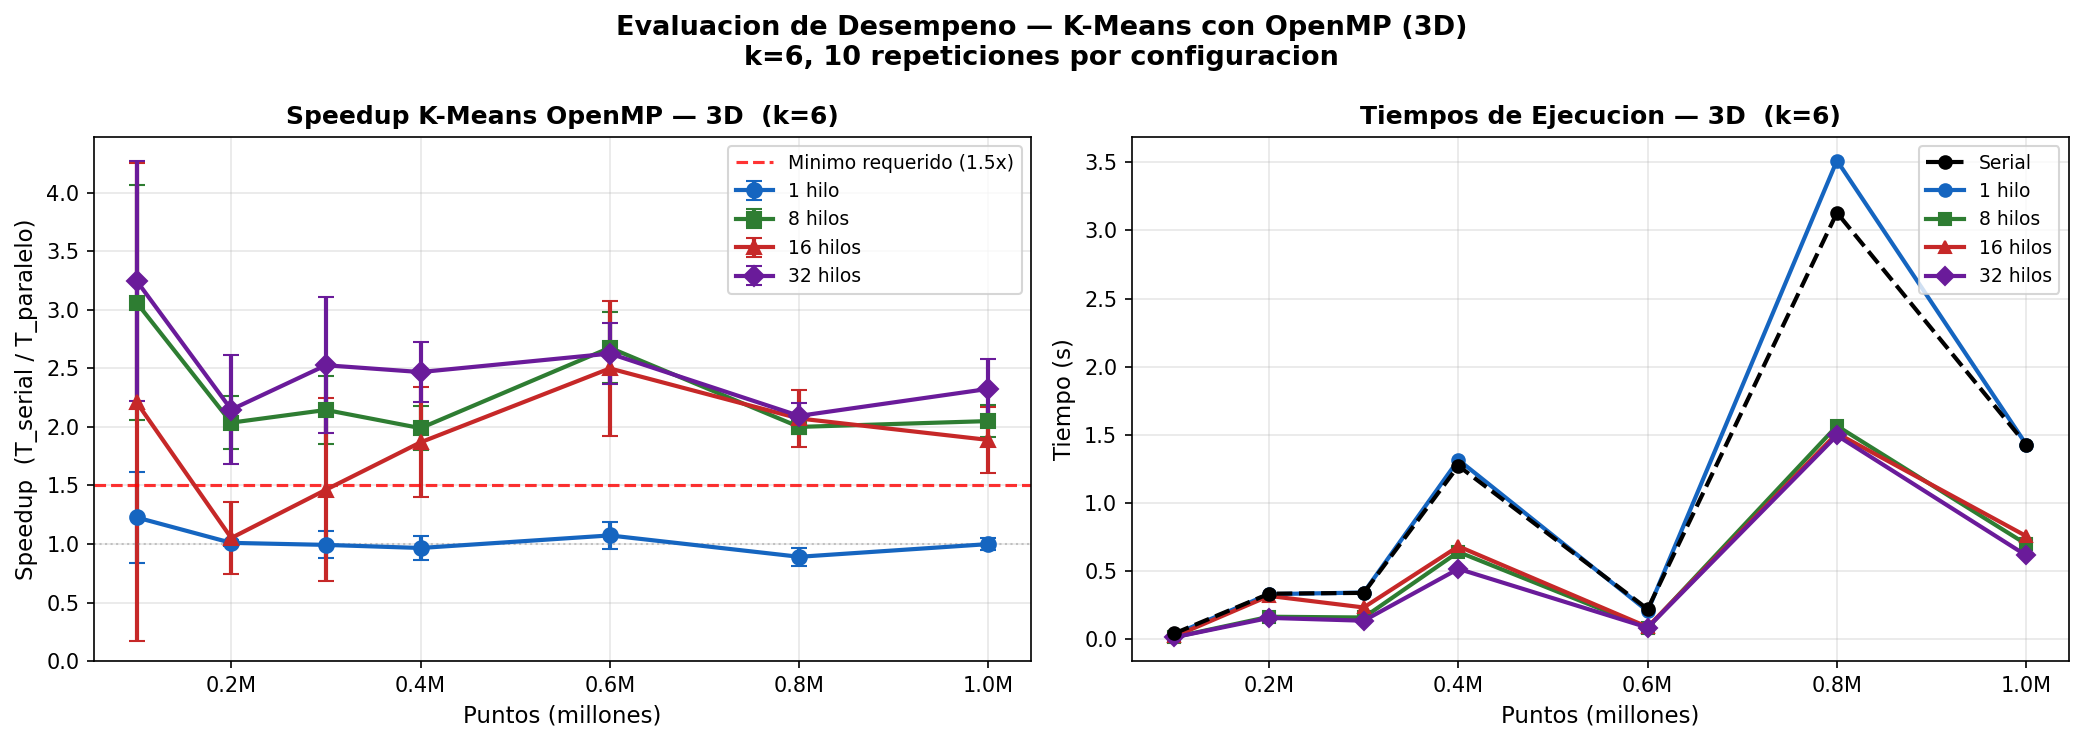 Evaluacion de Desempeno — K-Means con OpenMP (3D)
k=6, 10 repeticiones por configuracion
Speedup K-Means OpenMP — 3D  (k=6)
Speedup  (T_serial / T_paralelo)
4.0
3.5
3.0
2.5
2.0
1.5
1.0
0.5
0.0
Minimo requerido (1.5x)
1 hilo
8 hilos
16 hilos
32 hilos
0.2M
0.4M
0.6M
0.8M
1.0M
Puntos (millones)
Tiempos de Ejecucion — 3D  (k=6)
Tiempo (s)
3.5
3.0
2.5
2.0
1.5
1.0
0.5
0.0
Serial
1 hilo
8 hilos
16 hilos
32 hilos
0.2M
0.4M
0.6M
0.8M
1.0M
Puntos (millones)